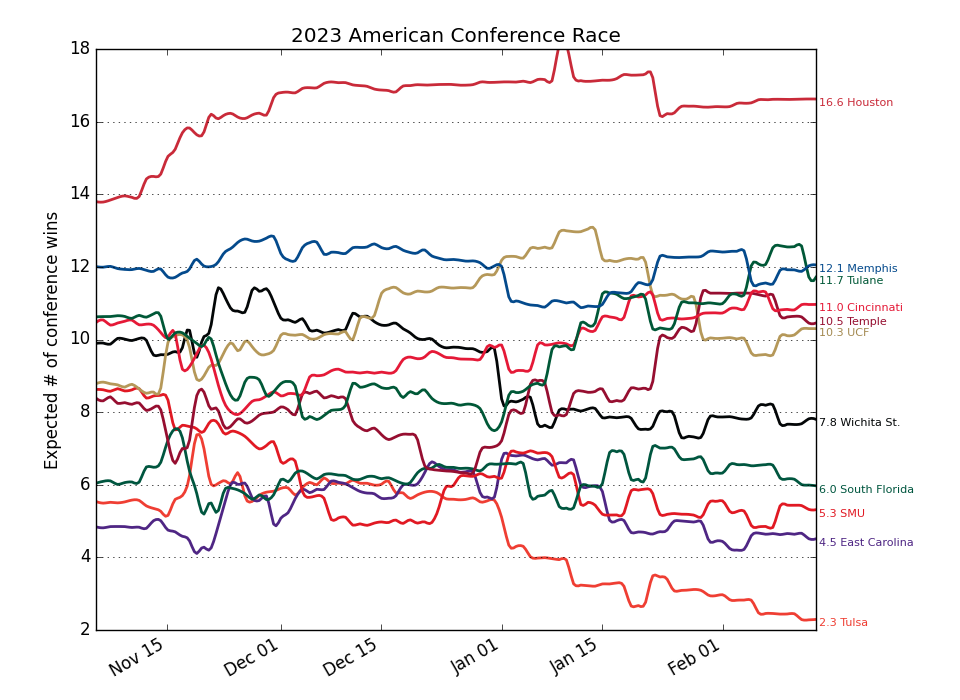 2023 American Conference Race
Expected # of conference wins
18
16
14
12
10
8
6
4
2
16.6 Houston
12.1 Memphis
11.7 Tulane
11.0 Cincinnati
10.5 Temple
10.3 UCF
7.8 Wichita St.
6.0 South Florida
5.3 SMU
4.5 East Carolina
2.3 Tulsa
Nov 15
Dec 01
Dec 15
Jan 01
Jan 15
Feb 01